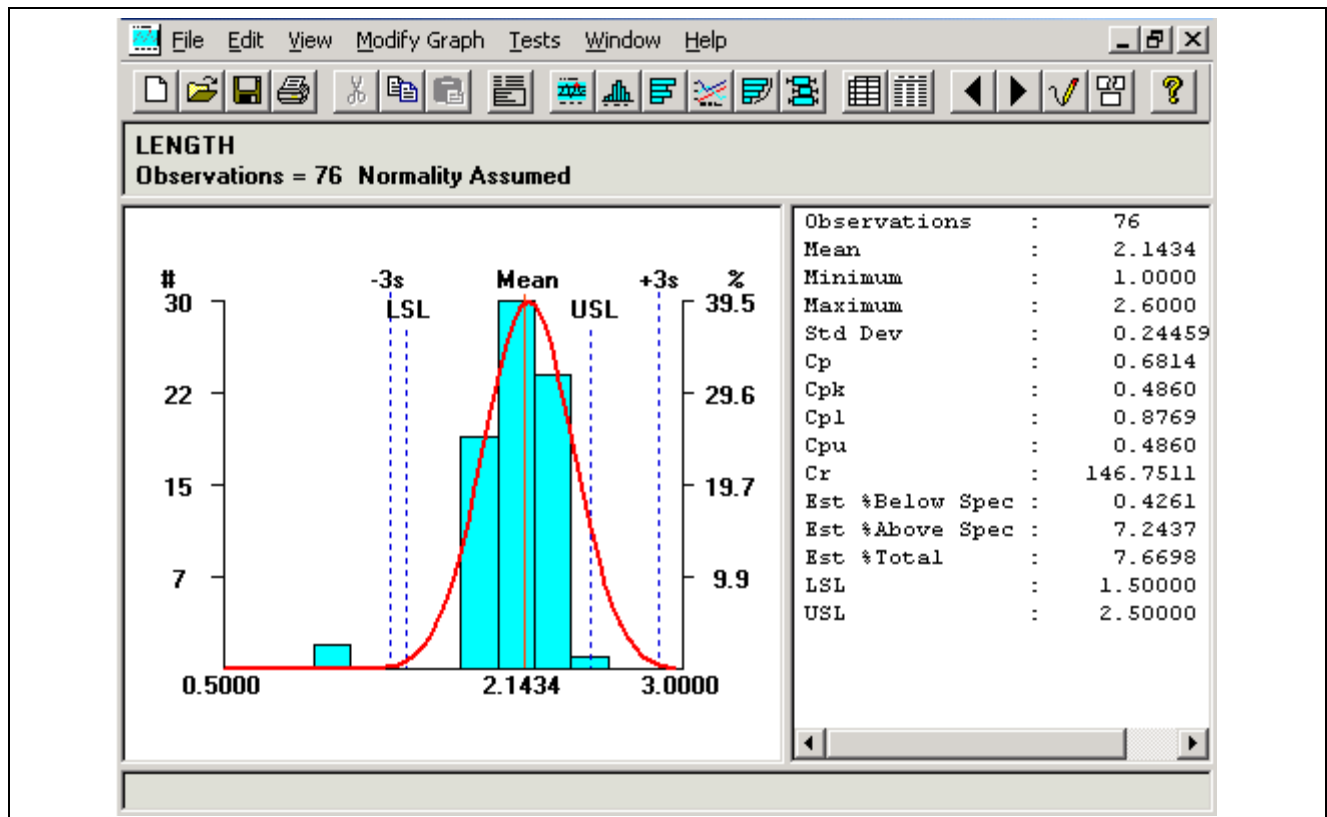 File Edit View Modify Graph Tests Window Help
LENGTH
Observations = 76 Normality Assumed
# -3s Mean +3s %
30 LSL USL 39.5
22 29.6
15 19.7
7 9.9
0.5000 2.1434 3.0000
Observations : 76
Mean : 2.1434
Minimum : 1.0000
Maximum : 2.6000
Std Dev : 0.24459
Cp : 0.6814
Cpk : 0.4860
Cpl : 0.8769
Cpu : 0.4860
Cr : 146.7511
Est %Below Spec : 0.4261
Est %Above Spec : 7.2437
Est %Total : 7.6698
LSL : 1.50000
USL : 2.50000